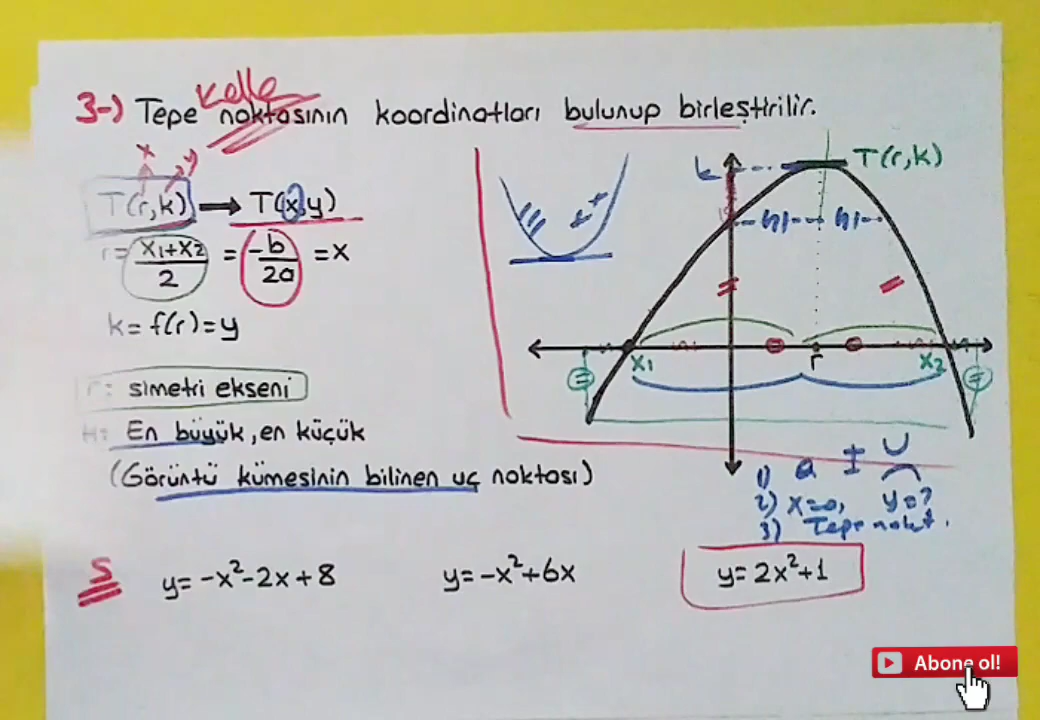 3-) Tepe noktasının koordinatları bulunup birleştirilir.
Kelle
x y
T(r,k) → T(x,y)
r = x₁+x₂/2 = -b/2a = x
k = f(r) = y
r: simetri ekseni
En büyük, en küçük
(Görüntü kümesinin bilinen uç noktası)
k
T(r,k)
x₁ r x₂
1) a ±
2) x=0, y=?
3) Tepe nokt.
S
y = -x²-2x+8
y = -x²+6x
y = 2x²+1
Abone ol!